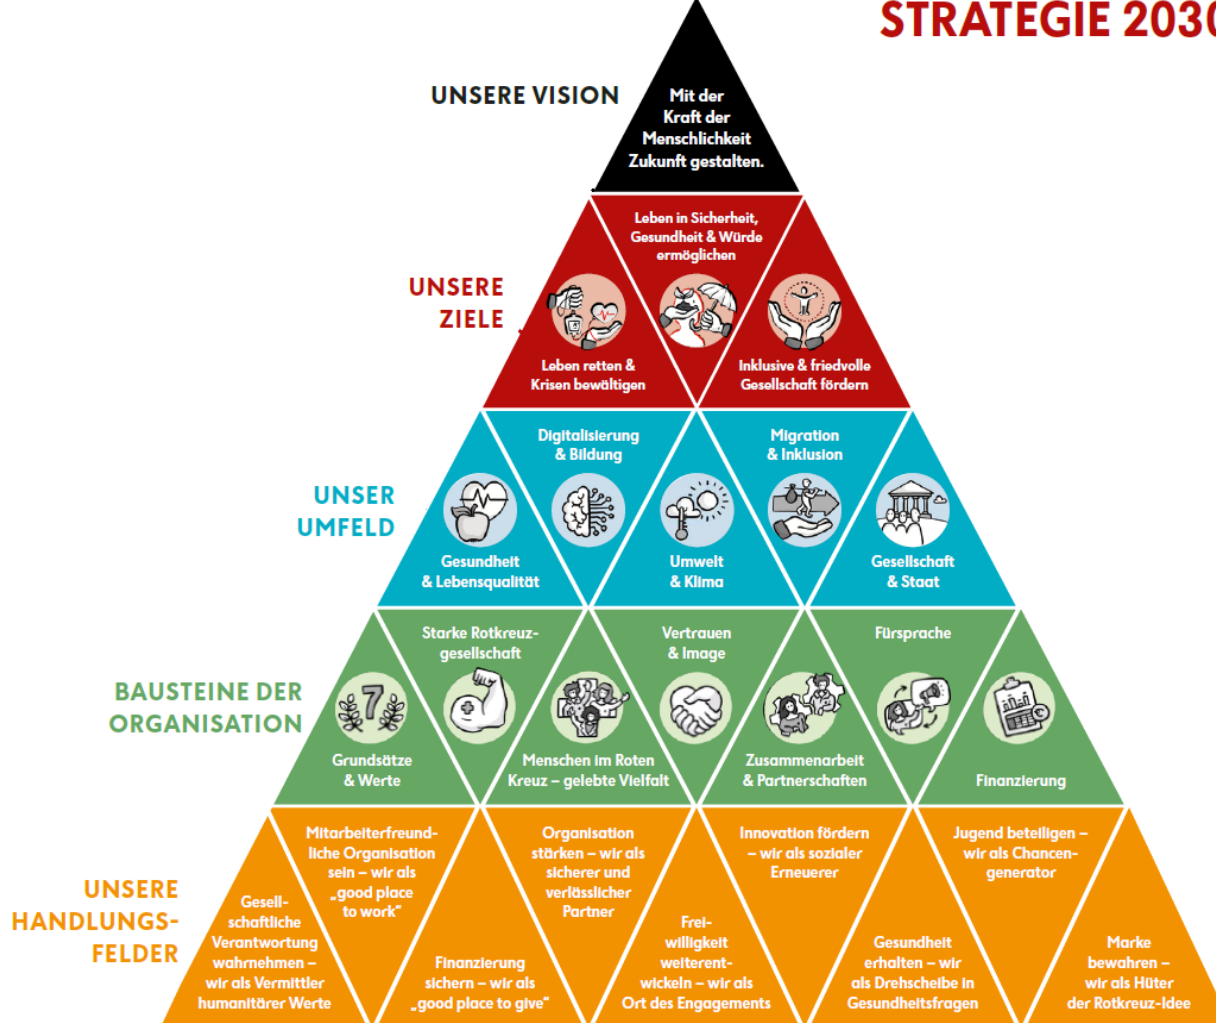 STRATEGIE 2030
UNSERE VISION
Mit der
Kraft der
Menschlichkeit
Zukunft gestalten.
UNSERE
ZIELE
Leben retten &
Krisen bewältigen
Leben in Sicherheit,
Gesundheit & Würde
ermöglichen
Inklusive & friedvolle
Gesellschaft fördern
UNSER
UMFELD
Gesundheit
& Lebensqualität
Digitalisierung
& Bildung
Umwelt
& Klima
Migration
& Inklusion
Gesellschaft
& Staat
BAUSTEINE DER
ORGANISATION
7
Grundsätze
& Werte
Starke Rotkreuz-
gesellschaft
Menschen im Roten
Kreuz – gelebte Vielfalt
Vertrauen
& Image
Zusammenarbeit
& Partnerschaften
Fürsprache
Finanzierung
UNSERE
HANDLUNGS-
FELDER
Gesell-
schaftliche
Verantwortung
wahrnehmen –
wir als Vermittler
humanitärer Werte
Mitarbeiterfreund-
liche Organisation
sein – wir als
„good place
to work“
Finanzierung
sichern – wir als
„good place to give“
Organisation
stärken – wir als
sicherer und
verlässlicher
Partner
Frei-
willigkeit
weiterent-
wickeln – wir als
Ort des Engagements
Innovation fördern
– wir als sozialer
Erneuerer
Gesundheit
erhalten – wir
als Drehscheibe in
Gesundheitsfragen
Jugend beteiligen –
wir als Chancen-
generator
Marke
bewahren –
wir als Hüter
der Rotkreuz-Idee